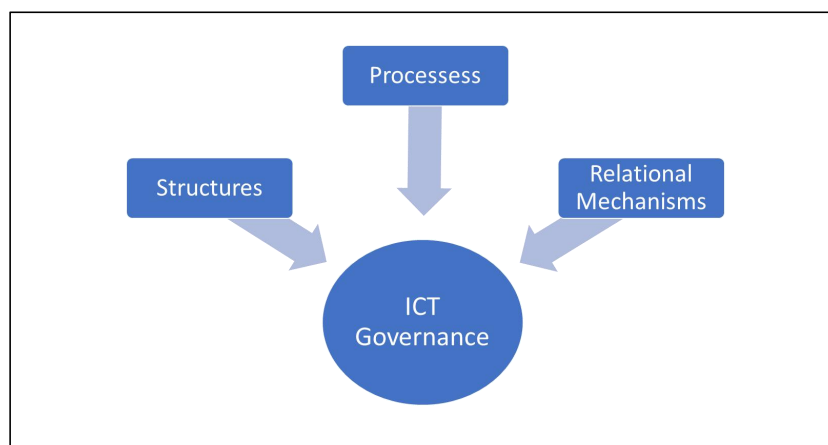 Processess
Structures
Relational
Mechanisms
ICT
Governance